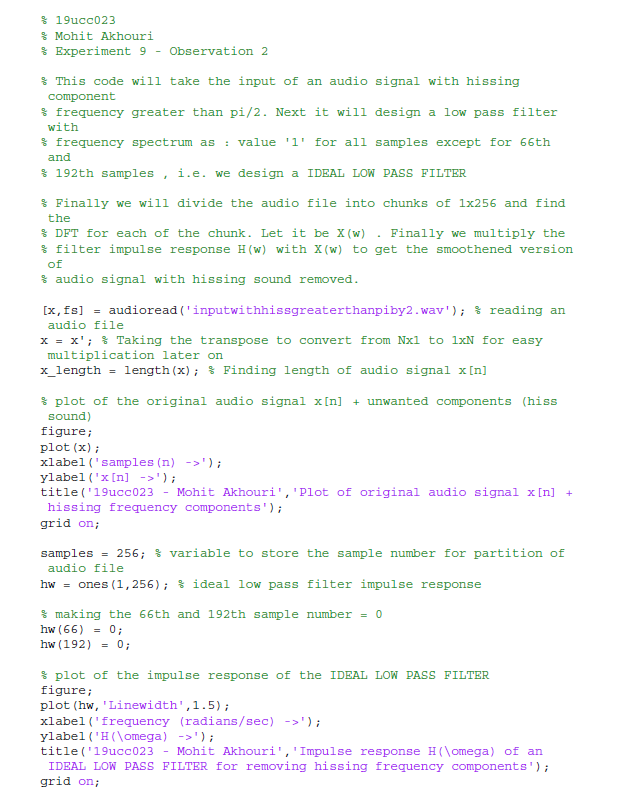 % 19ucc023
% Mohit Akhouri
% Experiment 9 - Observation 2
% This code will take the input of an audio signal with hissing
component
% frequency greater than pi/2. Next it will design a low pass filter
with
% frequency spectrum as : value '1' for all samples except for 66th
and
% 192th samples , i.e. we design a IDEAL LOW PASS FILTER
% Finally we will divide the audio file into chunks of 1x256 and find
the
% DFT for each of the chunk. Let it be X(w) . Finally we multiply the
% filter impulse response H(w) with X(w) to get the smoothened version
of
% audio signal with hissing sound removed.
[x,fs] = audioread('inputwithhissgreaterthanpiby2.wav'); % reading an
audio file
x = x'; % Taking the transpose to convert from Nx1 to 1xN for easy
multiplication later on
x_length = length(x); % Finding length of audio signal x[n]
% plot of the original audio signal x[n] + unwanted components (hiss
sound)
figure;
plot(x);
xlabel('samples(n) ->');
ylabel('x[n] ->');
title('19ucc023 - Mohit Akhouri','Plot of original audio signal x[n] +
hissing frequency components');
grid on;
samples = 256; % variable to store the sample number for partition of
audio file
hw = ones(1,256); % ideal low pass filter impulse response
% making the 66th and 192th sample number = 0
hw(66) = 0;
hw(192) = 0;
% plot of the impulse response of the IDEAL LOW PASS FILTER
figure;
plot(hw,'Linewidth',1.5);
xlabel('frequency (radians/sec) ->');
ylabel('H(\omega) ->');
title('19ucc023 - Mohit Akhouri','Impulse response H(\omega) of an
IDEAL LOW PASS FILTER for removing hissing frequency components');
grid on;